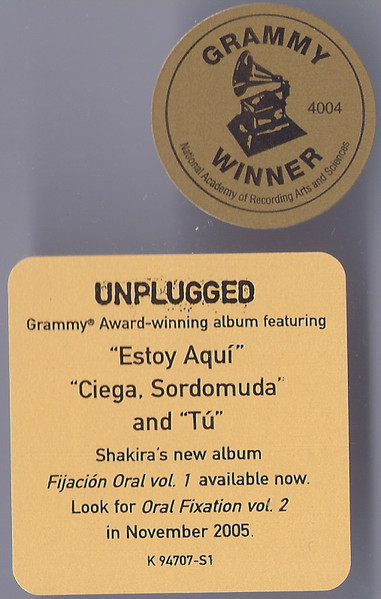 GRAMMY
4004
WINNER
National Academy of Recording Arts and Sciences
UNPLUGGED
Grammy® Award-winning album featuring
"Estoy Aquí"
"Ciega, Sordomuda"
and "Tú"
Shakira's new album
Fijación Oral vol. 1 available now.
Look for Oral Fixation vol. 2
in November 2005.
K 94707-S1